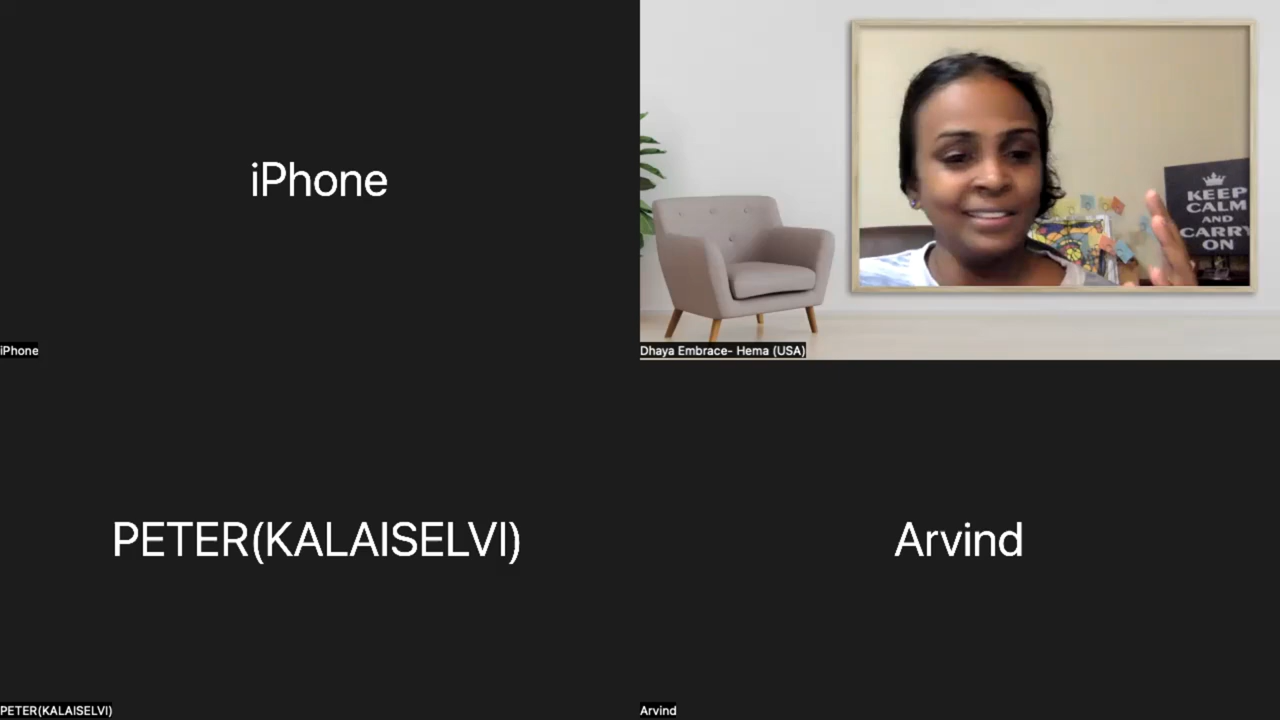 iPhone
iPhone
KEEP
CALM
AND
CARRY
ON
Dhaya Embrace- Hema (USA)
PETER(KALAISELVI)
Arvind
PETER(KALAISELVI)
Arvind